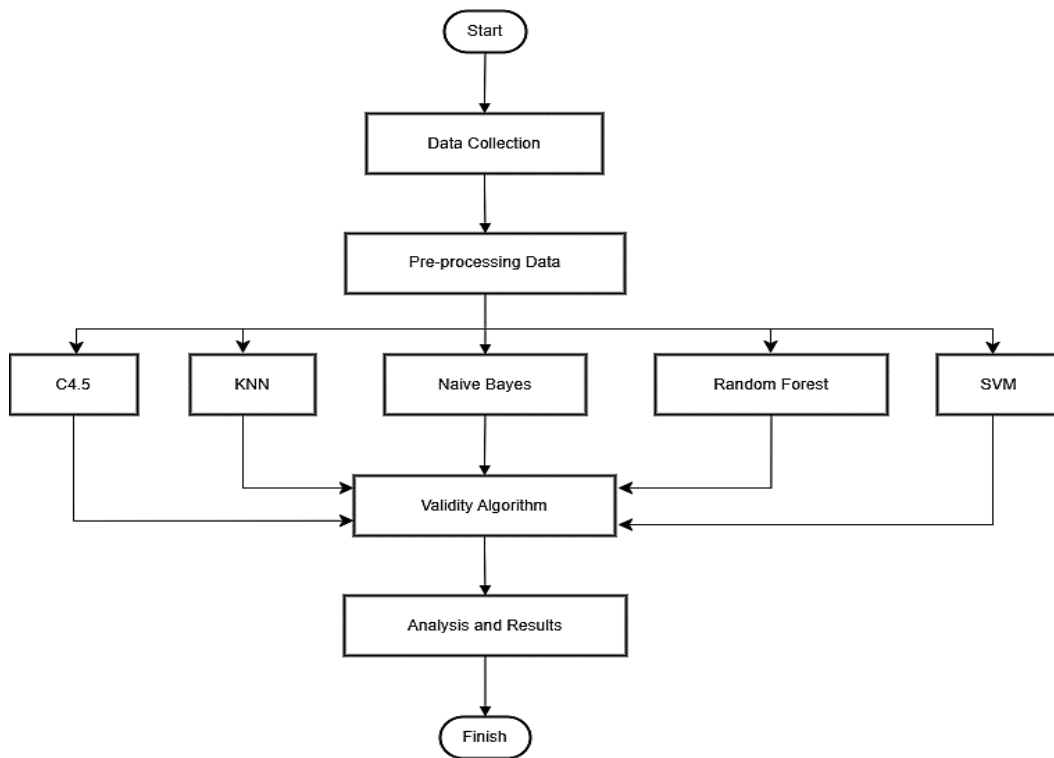 Start
Data Collection
Pre-processing Data
C4.5
KNN
Naive Bayes
Random Forest
SVM
Validity Algorithm
Analysis and Results
Finish